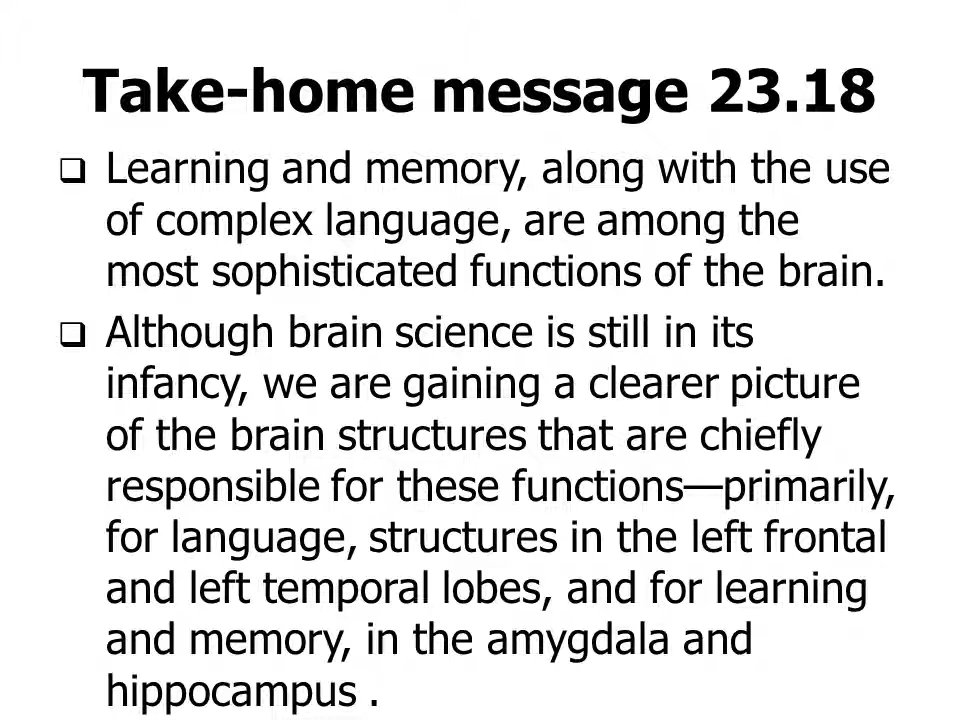 Take-home message 23.18
❑ Learning and memory, along with the use
of complex language, are among the
most sophisticated functions of the brain.
❑ Although brain science is still in its
infancy, we are gaining a clearer picture
of the brain structures that are chiefly
responsible for these functions—primarily,
for language, structures in the left frontal
and left temporal lobes, and for learning
and memory, in the amygdala and
hippocampus .